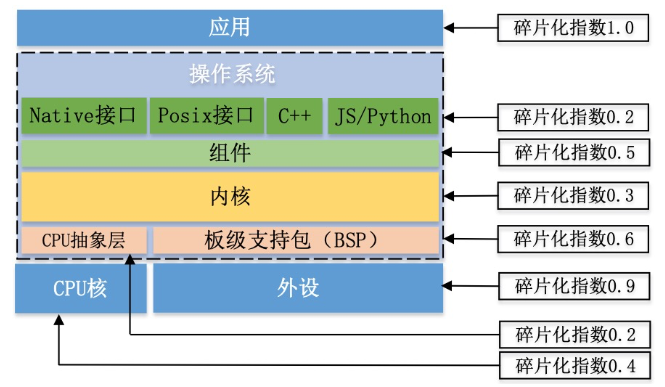 应用
碎片化指数1.0
操作系统
Native接口 Posix接口 C++ JS/Python
碎片化指数0.2
组件
碎片化指数0.5
内核
碎片化指数0.3
CPU抽象层 板级支持包（BSP）
碎片化指数0.6
CPU核 外设
碎片化指数0.9
碎片化指数0.2
碎片化指数0.4